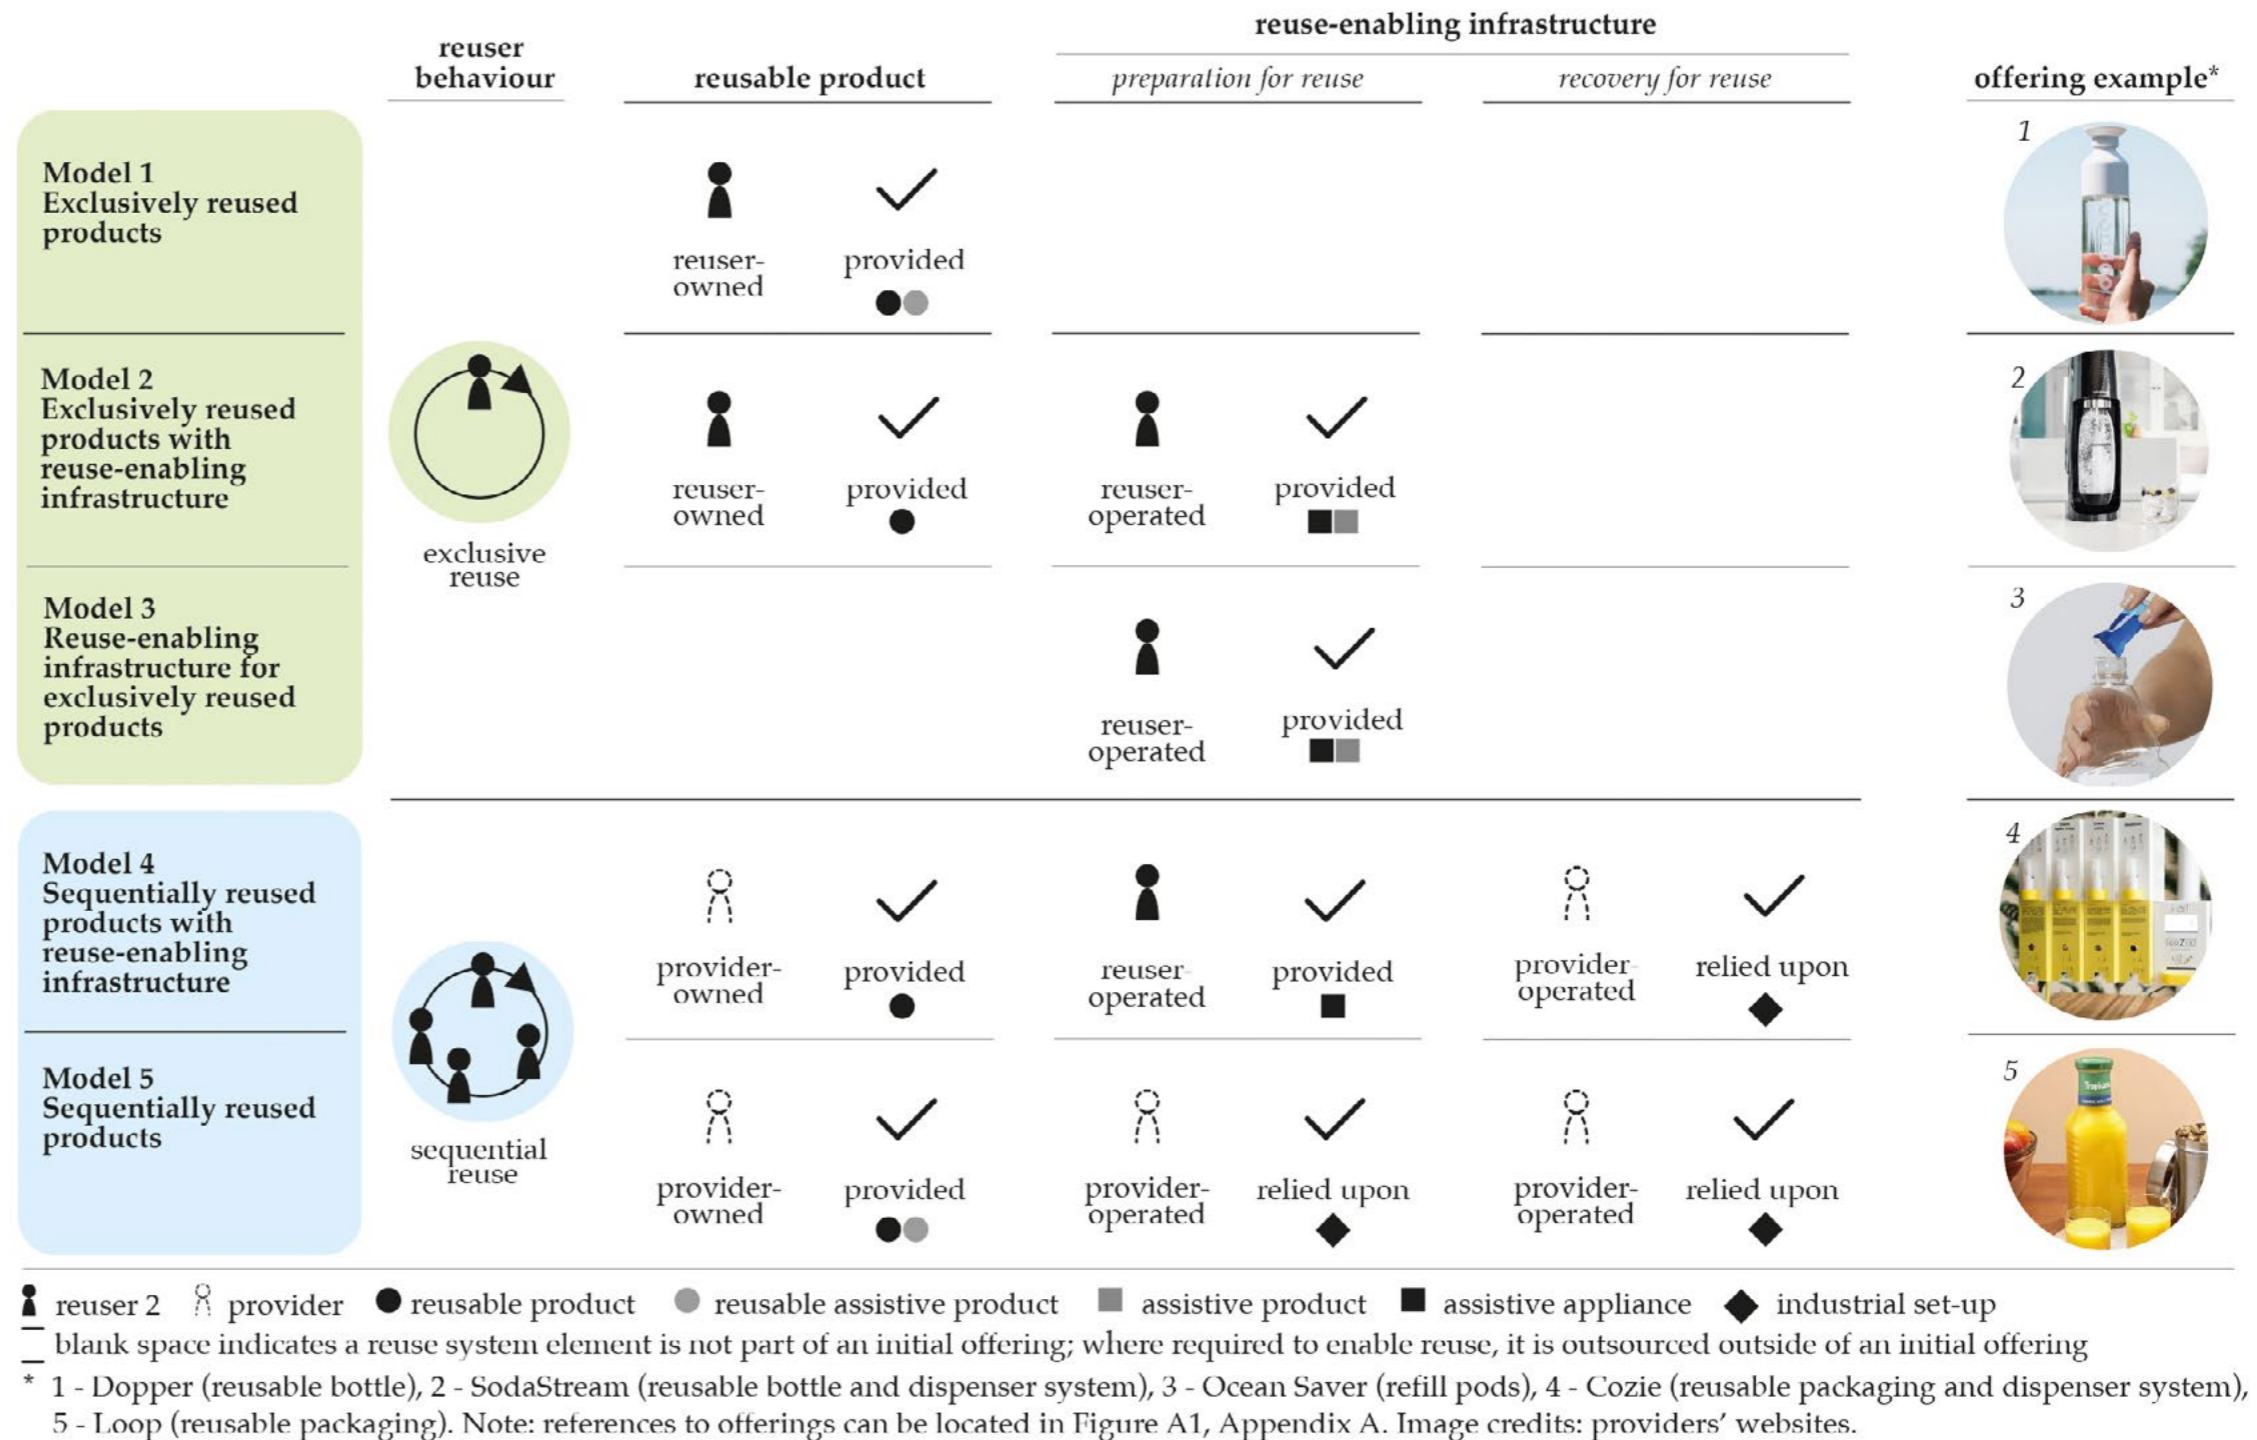 reuse-enabling infrastructure
reuser
behaviour
reusable product
preparation for reuse
recovery for reuse
offering example*
Model 1
Exclusively reused
products
reuser-
owned
provided
1
Model 2
Exclusively reused
products with
reuse-enabling
infrastructure
exclusive
reuse
reuser-
owned
provided
reuser-
operated
provided
2
Model 3
Reuse-enabling
infrastructure for
exclusively reused
products
reuser-
operated
provided
3
Model 4
Sequentially reused
products with
reuse-enabling
infrastructure
provider-
owned
provided
reuser-
operated
provided
provider-
operated
relied upon
4
Model 5
Sequentially reused
products
sequential
reuse
provider-
owned
provided
provider-
operated
relied upon
provider-
operated
relied upon
5
reuser 2 provider reusable product reusable assistive product assistive product assistive appliance industrial set-up
blank space indicates a reuse system element is not part of an initial offering; where required to enable reuse, it is outsourced outside of an initial offering
* 1 - Dopper (reusable bottle), 2 - SodaStream (reusable bottle and dispenser system), 3 - Ocean Saver (refill pods), 4 - Cozie (reusable packaging and dispenser system),
5 - Loop (reusable packaging). Note: references to offerings can be located in Figure A1, Appendix A. Image credits: providers' websites.